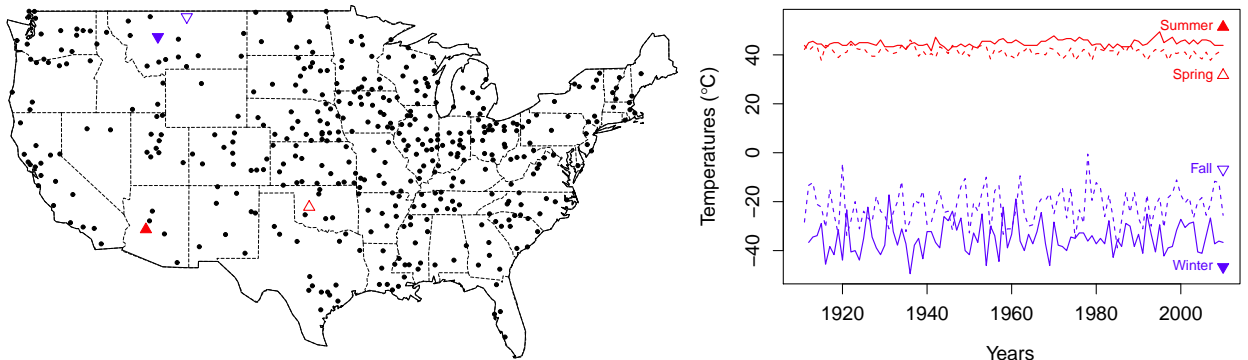 Summer
Spring
Fall
Winter
Temperatures (°C)
40
20
0
−20
−40
1920
1940
1960
1980
2000
Years